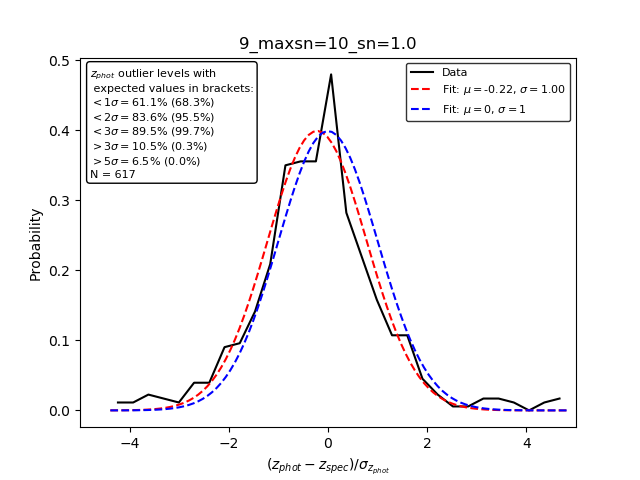 9_maxsn=10_sn=1.0
z_phot outlier levels with
expected values in brackets:
<1σ=61.1% (68.3%)
<2σ=83.6% (95.5%)
<3σ=89.5% (99.7%)
>3σ=10.5% (0.3%)
>5σ=6.5% (0.0%)
N = 617
Data
Fit: μ=-0.22, σ=1.00
Fit: μ=0, σ=1
Probability
0.5
0.4
0.3
0.2
0.1
0.0
−4 −2 0 2 4
(z_phot − z_spec)/σ_z_phot